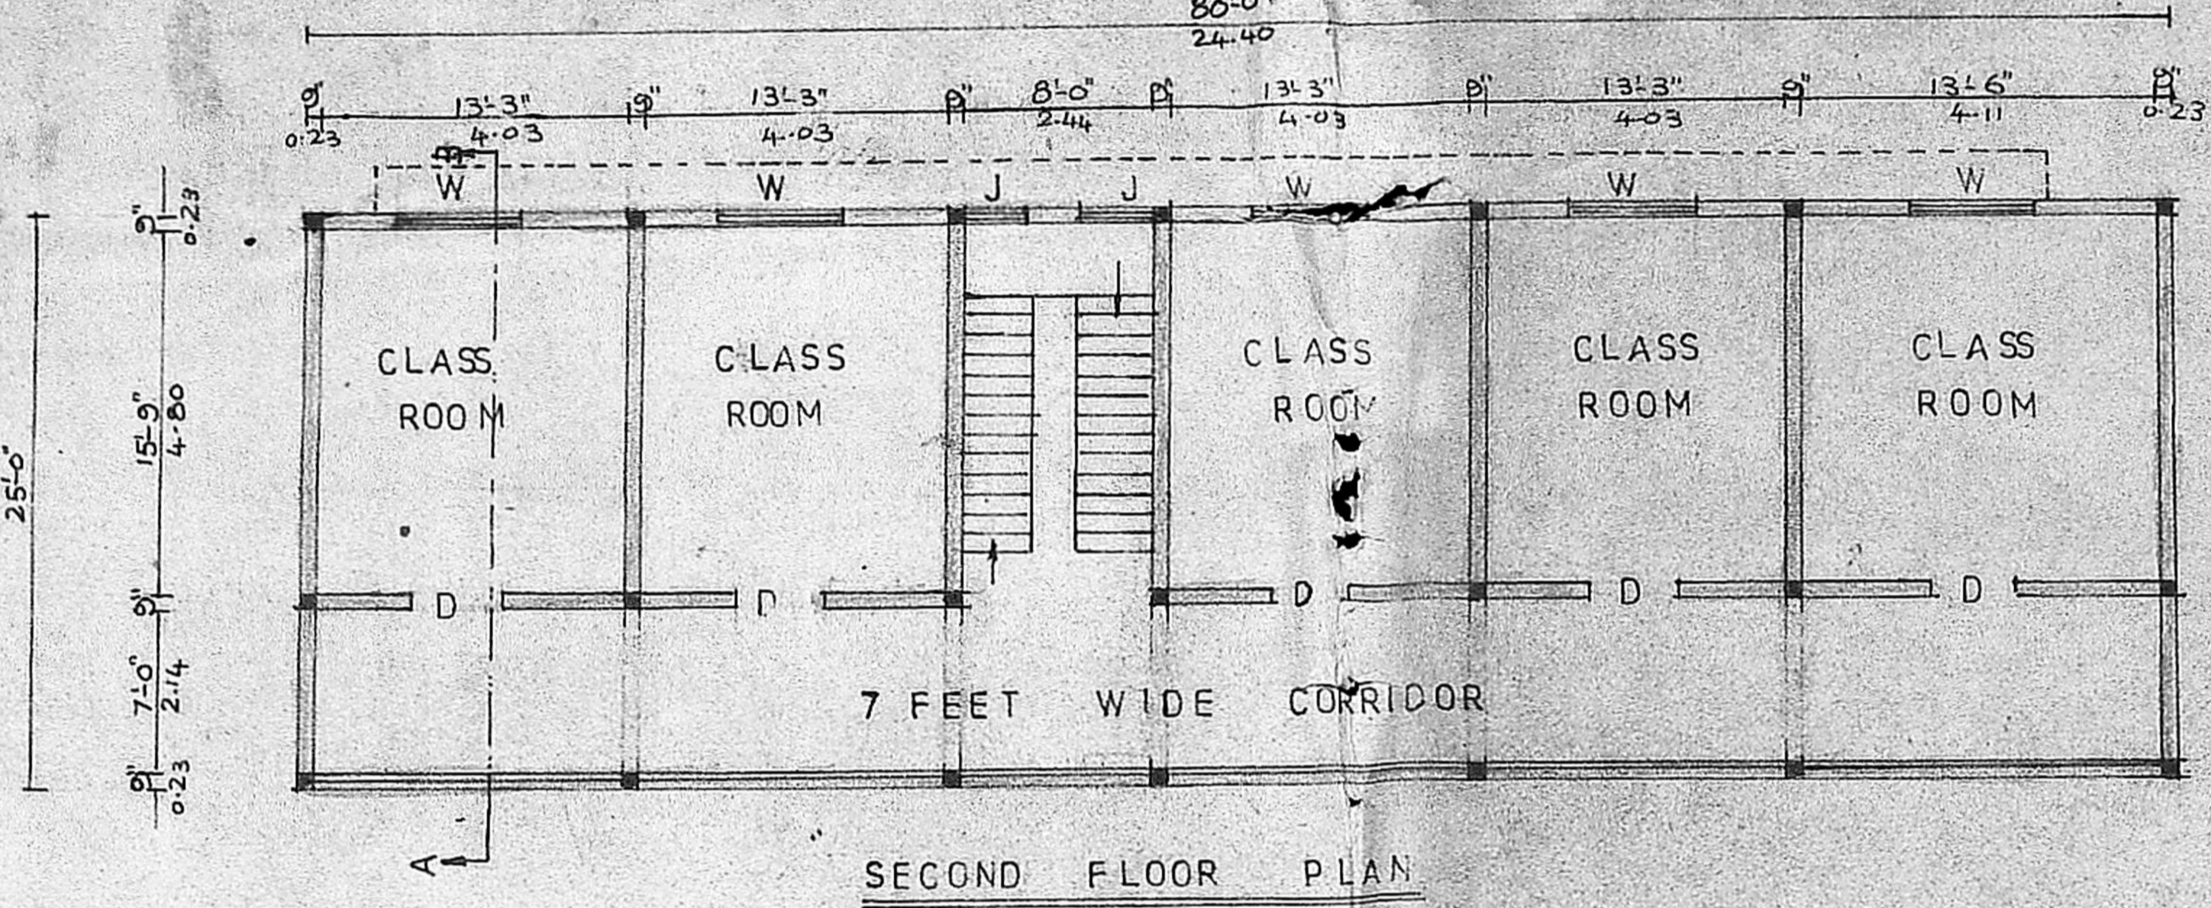 80'-0"
24.40
9" 13'-3" 9" 13'-3" 9" 8'-0" 9" 13'-3" 9" 13'-3" 9" 13'-6" 9"
0.23 4.03 4.03 2.44 4.03 4.03 4.11 0.23
B
W W J J W W W
9"
0.23
CLASS CLASS CLASS CLASS CLASS
ROOM ROOM ROOM ROOM ROOM
25'-0"
15'-9"
4.80
9"
D D D D D
7'-0"
2.14
7 FEET WIDE CORRIDOR
9"
0.23
A
SECOND FLOOR PLAN